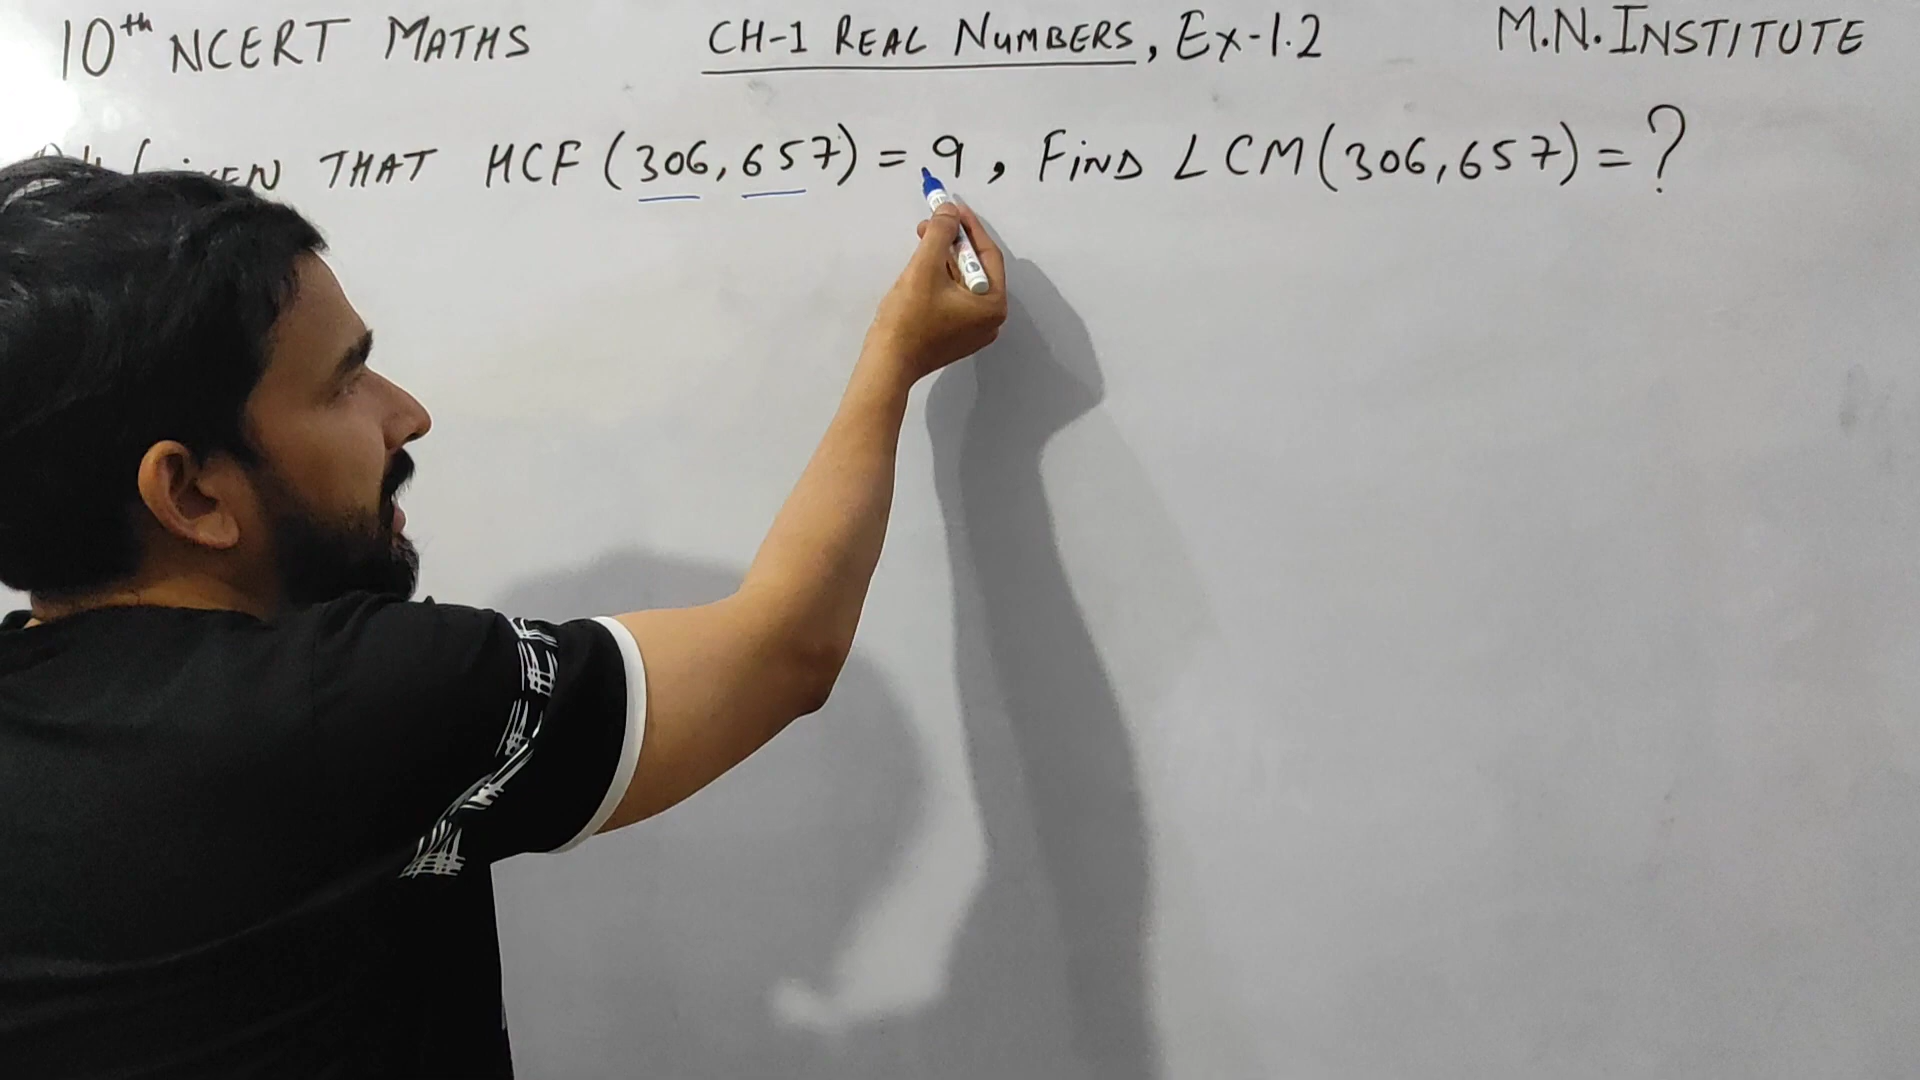 10th NCERT MATHS CH-1 REAL NUMBERS, Ex-1.2 M.N. INSTITUTE
THAT HCF (306, 657) = 9, FIND LCM (306, 657) = ?